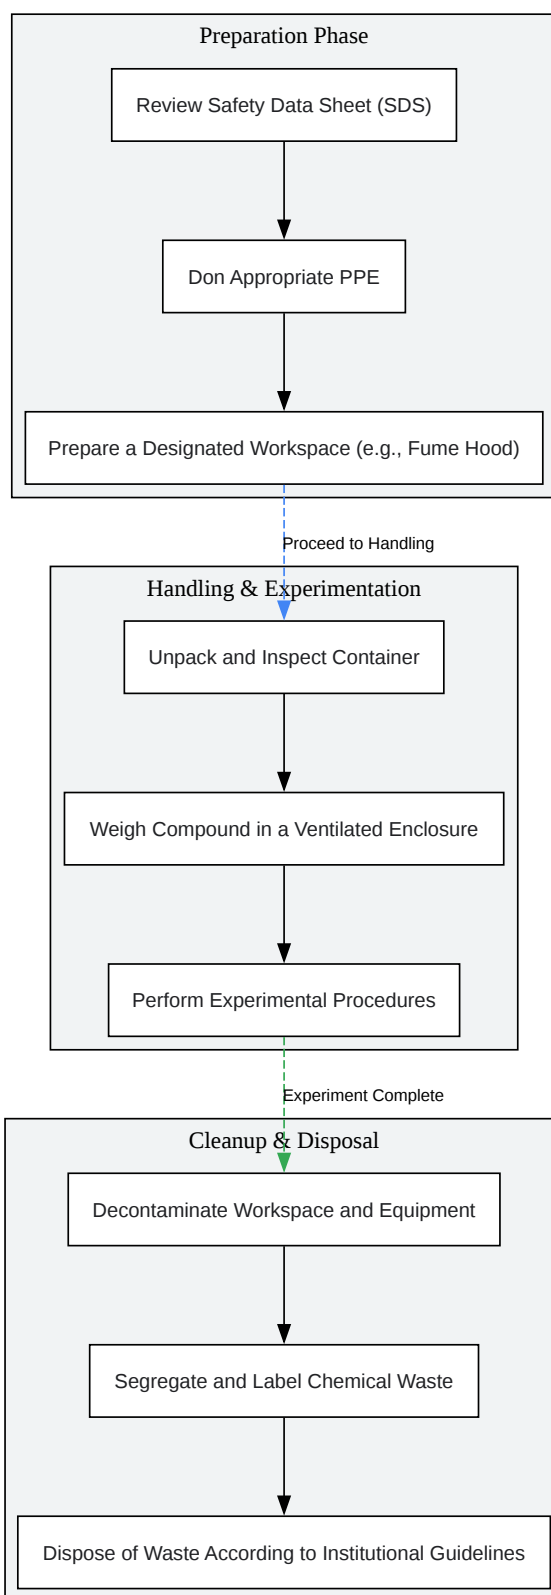 Preparation Phase
Review Safety Data Sheet (SDS)
Don Appropriate PPE
Prepare a Designated Workspace (e.g., Fume Hood)
Proceed to Handling
Handling & Experimentation
Unpack and Inspect Container
Weigh Compound in a Ventilated Enclosure
Perform Experimental Procedures
Experiment Complete
Cleanup & Disposal
Decontaminate Workspace and Equipment
Segregate and Label Chemical Waste
Dispose of Waste According to Institutional Guidelines